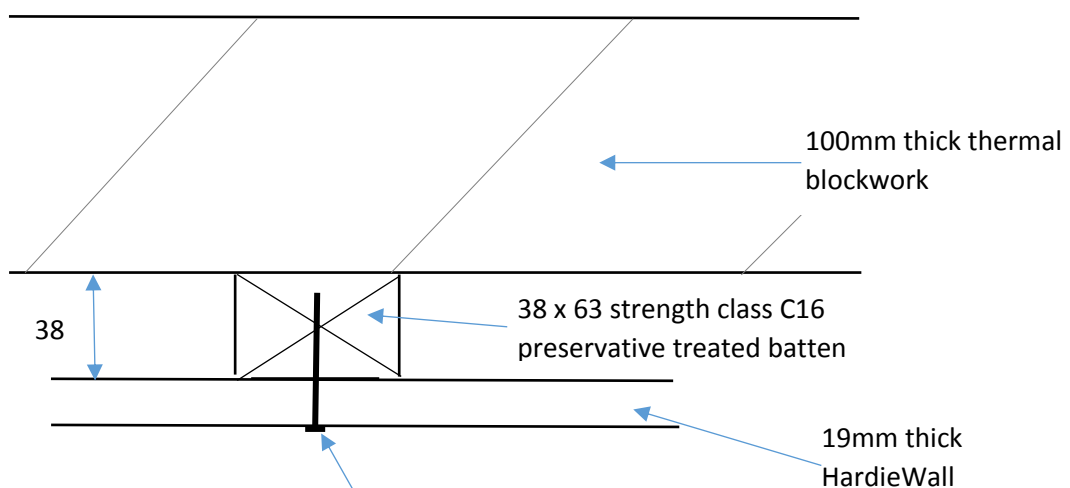 100mm thick thermal
blockwork
38
38 x 63 strength class C16
preservative treated batten
19mm thick
HardieWall